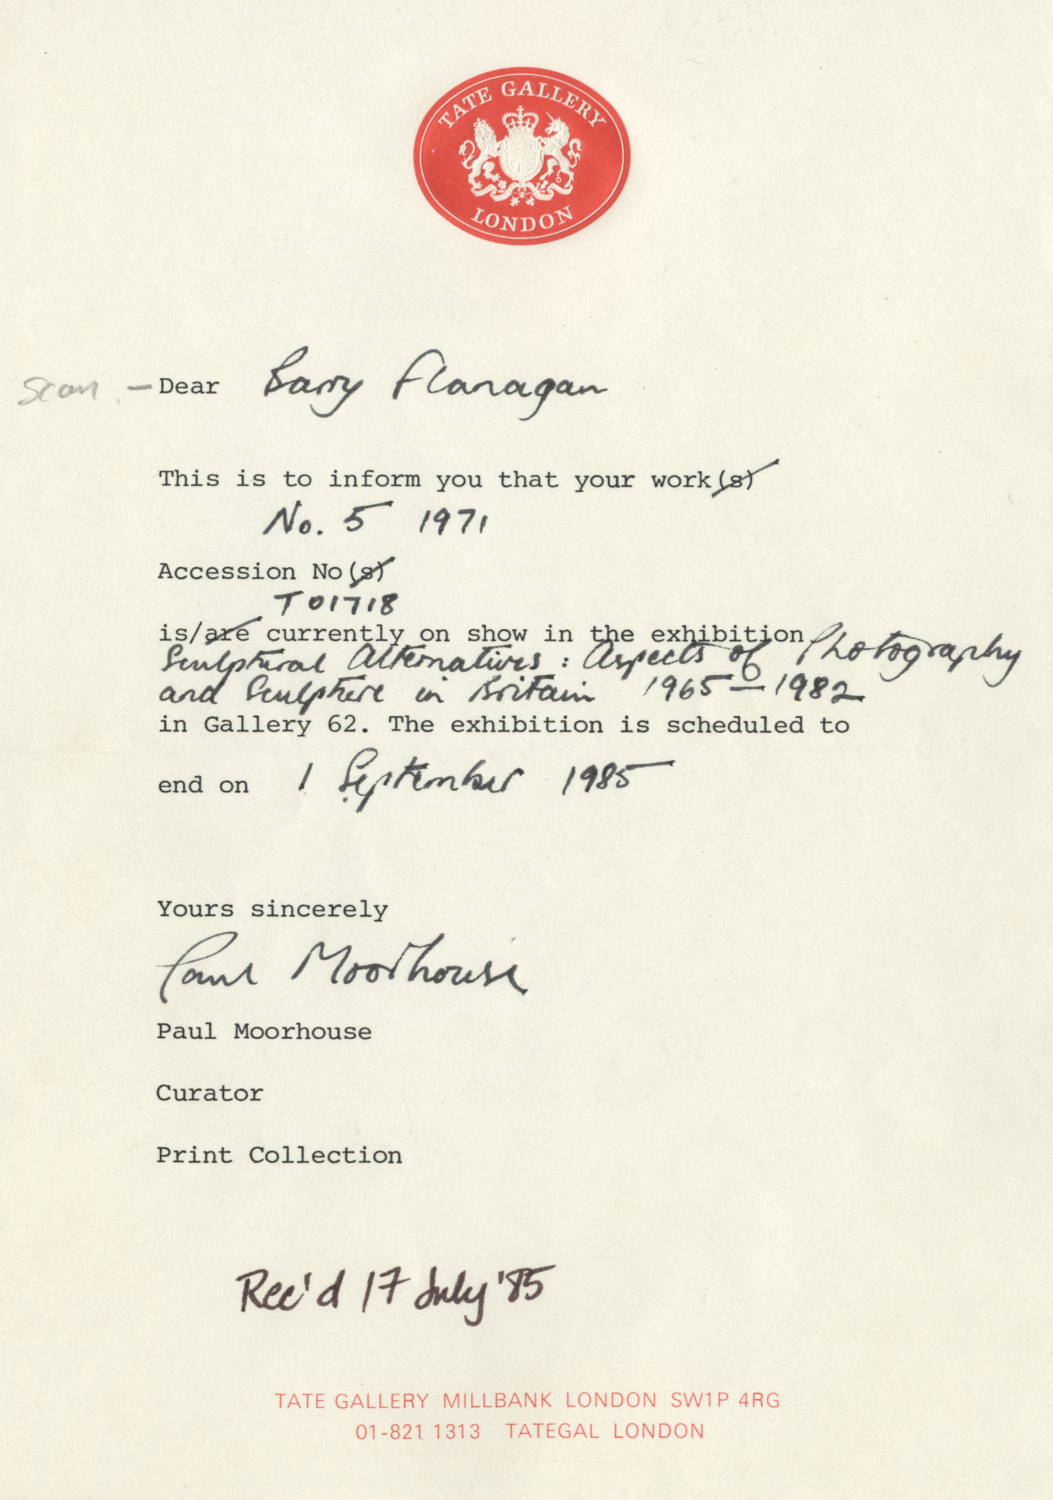 TATE GALLERY
LONDON
scan. — Dear Barry Flanagan
This is to inform you that your work(s)
No. 5 1971
Accession No(s)
T01718
is/are currently on show in the exhibition
Sculptural Alternatives: Aspects of Photography
and Sculpture in Britain 1965–1982
in Gallery 62. The exhibition is scheduled to
end on 1 September 1985
Yours sincerely
Paul Moorhouse
Paul Moorhouse
Curator
Print Collection
Rec'd 17 July '85
TATE GALLERY MILLBANK LONDON SW1P 4RG
01-821 1313 TATEGAL LONDON